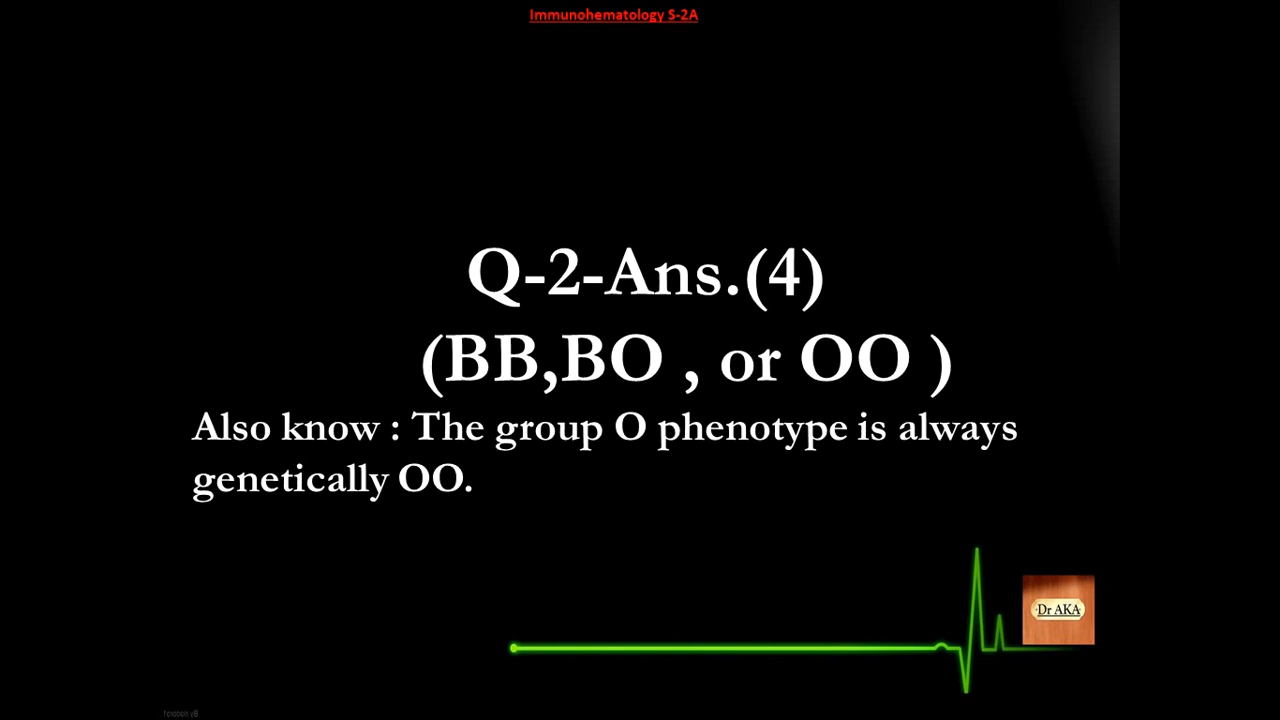 Immunohematology S-2A
Q-2-Ans.(4)
(BB,BO , or OO )
Also know : The group O phenotype is always
genetically OO.
Dr AKA